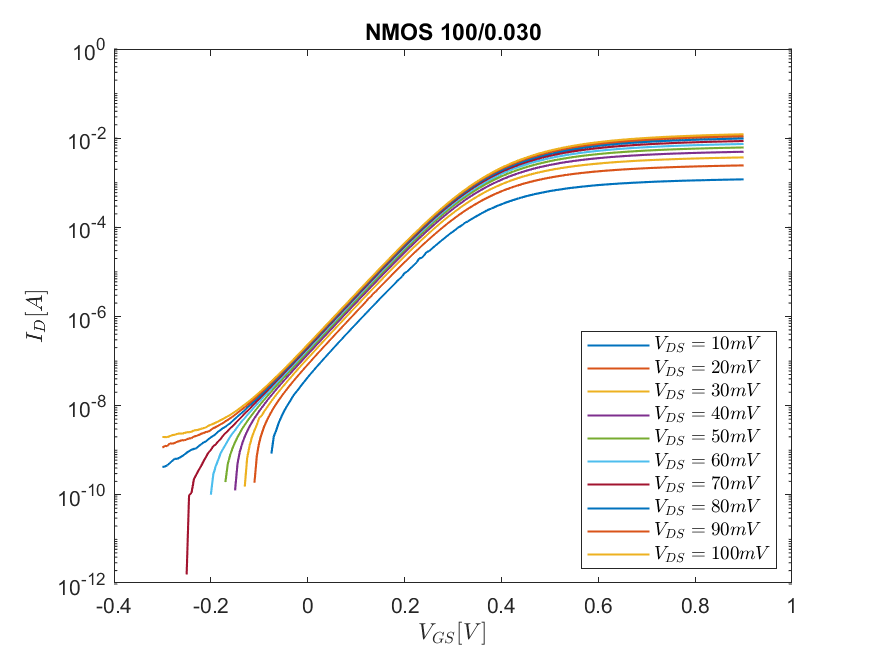 NMOS 100/0.030
10^0
10^-2
10^-4
10^-6
10^-8
10^-10
10^-12
I_D[A]
-0.4 -0.2 0 0.2 0.4 0.6 0.8 1
V_GS[V]
V_DS = 10mV
V_DS = 20mV
V_DS = 30mV
V_DS = 40mV
V_DS = 50mV
V_DS = 60mV
V_DS = 70mV
V_DS = 80mV
V_DS = 90mV
V_DS = 100mV